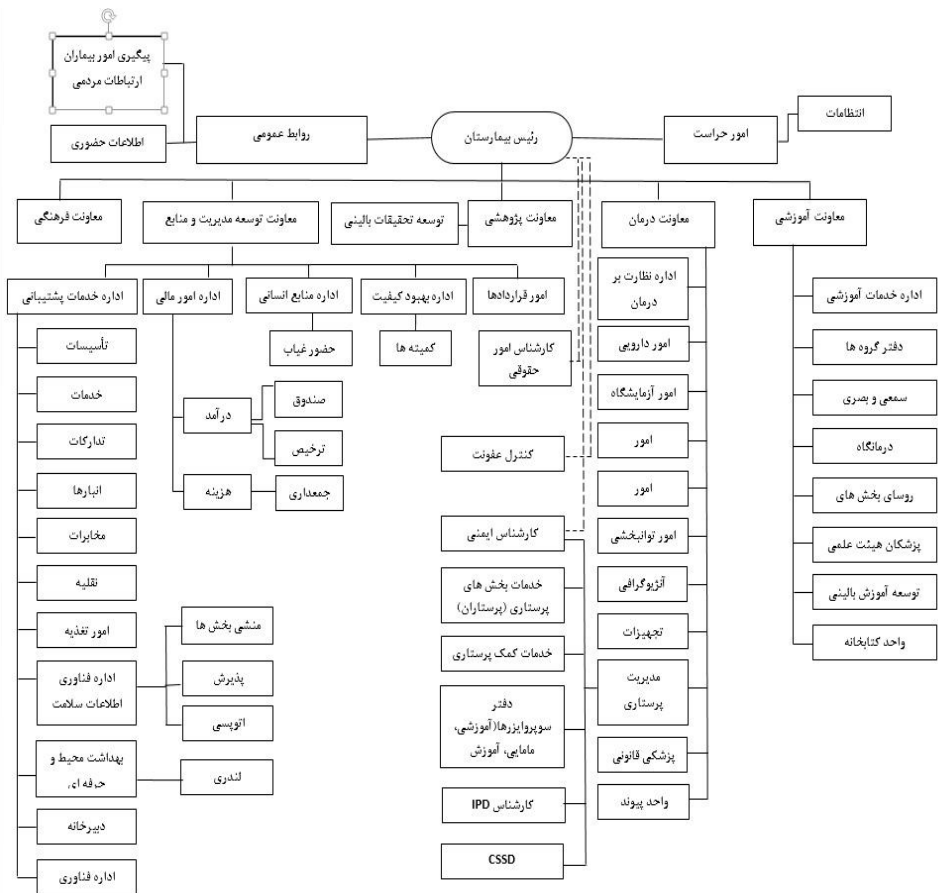 پیگیری امور بیماران
ارتباطات مردمی
اطلاعات حضوری
روابط عمومی
رئیس بیمارستان
امور حراست
انتظامات
معاونت آموزشی
معاونت درمان
معاونت پژوهشی
توسعه تحقیقات بالینی
معاونت توسعه مدیریت و منابع
معاونت فرهنگی
اداره خدمات آموزشی
دفتر گروه ها
سمعی و بصری
درمانگاه
روسای بخش های
پزشکان هیئت علمی
توسعه آموزش بالینی
واحد کتابخانه
اداره نظارت بر
درمان
امور دارویی
امور آزمایشگاه
امور
امور
امور توانبخشی
آنژیوگرافی
تجهیزات
مدیریت
پرستاری
پزشکی قانونی
واحد پیوند
امور قراردادها
کارشناس امور
حقوقی
کنترل عفونت
کارشناس ایمنی
خدمات بخش های
پرستاری (پرستاران)
خدمات کمک پرستاری
دفتر
سوپروایزرها(آموزشی،
مامایی، آموزش
کارشناس IPD
CSSD
اداره بهبود کیفیت
کمیته ها
اداره منابع انسانی
حضور غیاب
اداره امور مالی
درآمد
صندوق
ترخیص
هزینه
جمعداری
اداره خدمات پشتیبانی
تأسیسات
خدمات
تدارکات
انبارها
مخابرات
نقلیه
امور تغذیه
اداره فناوری
اطلاعات سلامت
منشی بخش ها
پذیرش
اتوپسی
بهداشت محیط و
حرفه ای
لندری
دبیرخانه
اداره فناوری